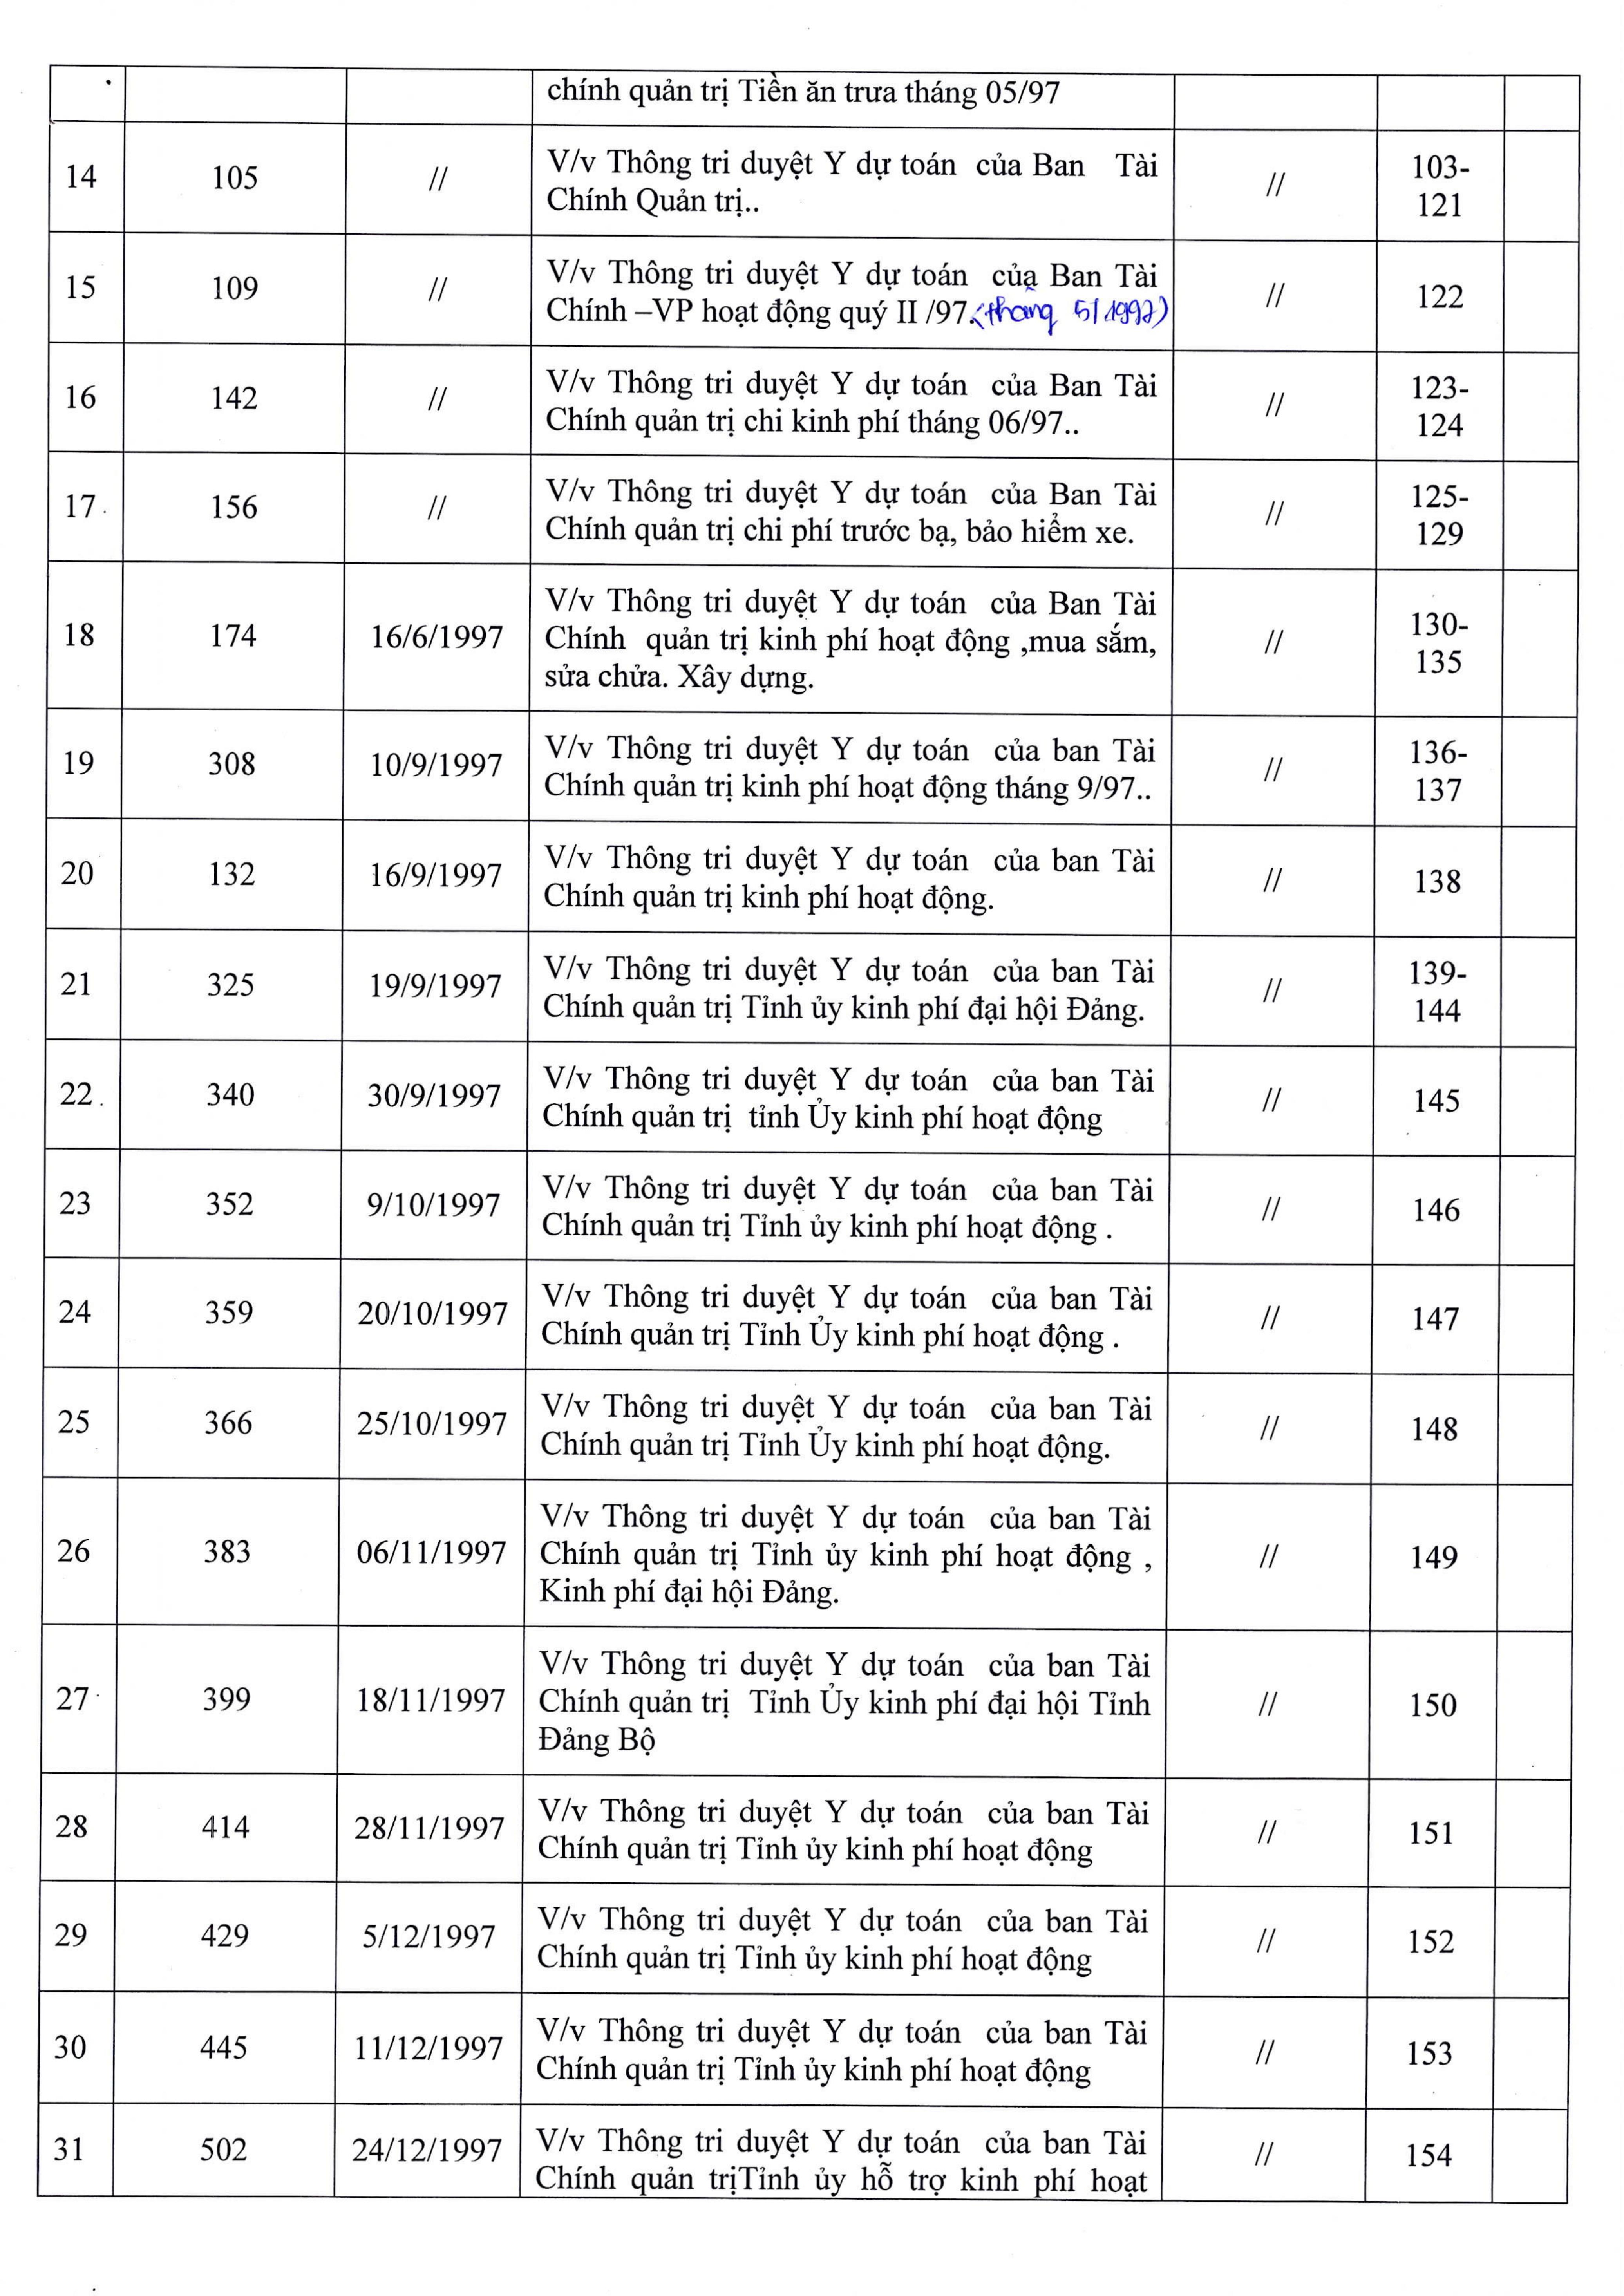 chính quản trị Tiền ăn trưa tháng 05/97
14 105 // V/v Thông tri duyệt Y dự toán của Ban Tài // 103-
Chính Quản trị.. 121
15 109 // V/v Thông tri duyệt Y dự toán của Ban Tài // 122
Chính –VP hoạt động quý II /97.(tháng 5/1997)
16 142 // V/v Thông tri duyệt Y dự toán của Ban Tài // 123-
Chính quản trị chi kinh phí tháng 06/97.. 124
17 156 // V/v Thông tri duyệt Y dự toán của Ban Tài // 125-
Chính quản trị chi phí trước bạ, bảo hiểm xe. 129
V/v Thông tri duyệt Y dự toán của Ban Tài
18 174 16/6/1997 Chính quản trị kinh phí hoạt động ,mua sắm, // 130-
sửa chửa. Xây dựng. 135
19 308 10/9/1997 V/v Thông tri duyệt Y dự toán của ban Tài // 136-
Chính quản trị kinh phí hoạt động tháng 9/97.. 137
20 132 16/9/1997 V/v Thông tri duyệt Y dự toán của ban Tài // 138
Chính quản trị kinh phí hoạt động.
21 325 19/9/1997 V/v Thông tri duyệt Y dự toán của ban Tài // 139-
Chính quản trị Tỉnh ủy kinh phí đại hội Đảng. 144
22 340 30/9/1997 V/v Thông tri duyệt Y dự toán của ban Tài // 145
Chính quản trị tỉnh Ủy kinh phí hoạt động
23 352 9/10/1997 V/v Thông tri duyệt Y dự toán của ban Tài // 146
Chính quản trị Tỉnh ủy kinh phí hoạt động .
24 359 20/10/1997 V/v Thông tri duyệt Y dự toán của ban Tài // 147
Chính quản trị Tỉnh Ủy kinh phí hoạt động .
25 366 25/10/1997 V/v Thông tri duyệt Y dự toán của ban Tài // 148
Chính quản trị Tỉnh Ủy kinh phí hoạt động.
V/v Thông tri duyệt Y dự toán của ban Tài
26 383 06/11/1997 Chính quản trị Tỉnh ủy kinh phí hoạt động , // 149
Kinh phí đại hội Đảng.
V/v Thông tri duyệt Y dự toán của ban Tài
27 399 18/11/1997 Chính quản trị Tỉnh Ủy kinh phí đại hội Tỉnh // 150
Đảng Bộ
28 414 28/11/1997 V/v Thông tri duyệt Y dự toán của ban Tài // 151
Chính quản trị Tỉnh ủy kinh phí hoạt động
29 429 5/12/1997 V/v Thông tri duyệt Y dự toán của ban Tài // 152
Chính quản trị Tỉnh ủy kinh phí hoạt động
30 445 11/12/1997 V/v Thông tri duyệt Y dự toán của ban Tài // 153
Chính quản trị Tỉnh ủy kinh phí hoạt động
31 502 24/12/1997 V/v Thông tri duyệt Y dự toán của ban Tài // 154
Chính quản trịTỉnh ủy hỗ trợ kinh phí hoạt